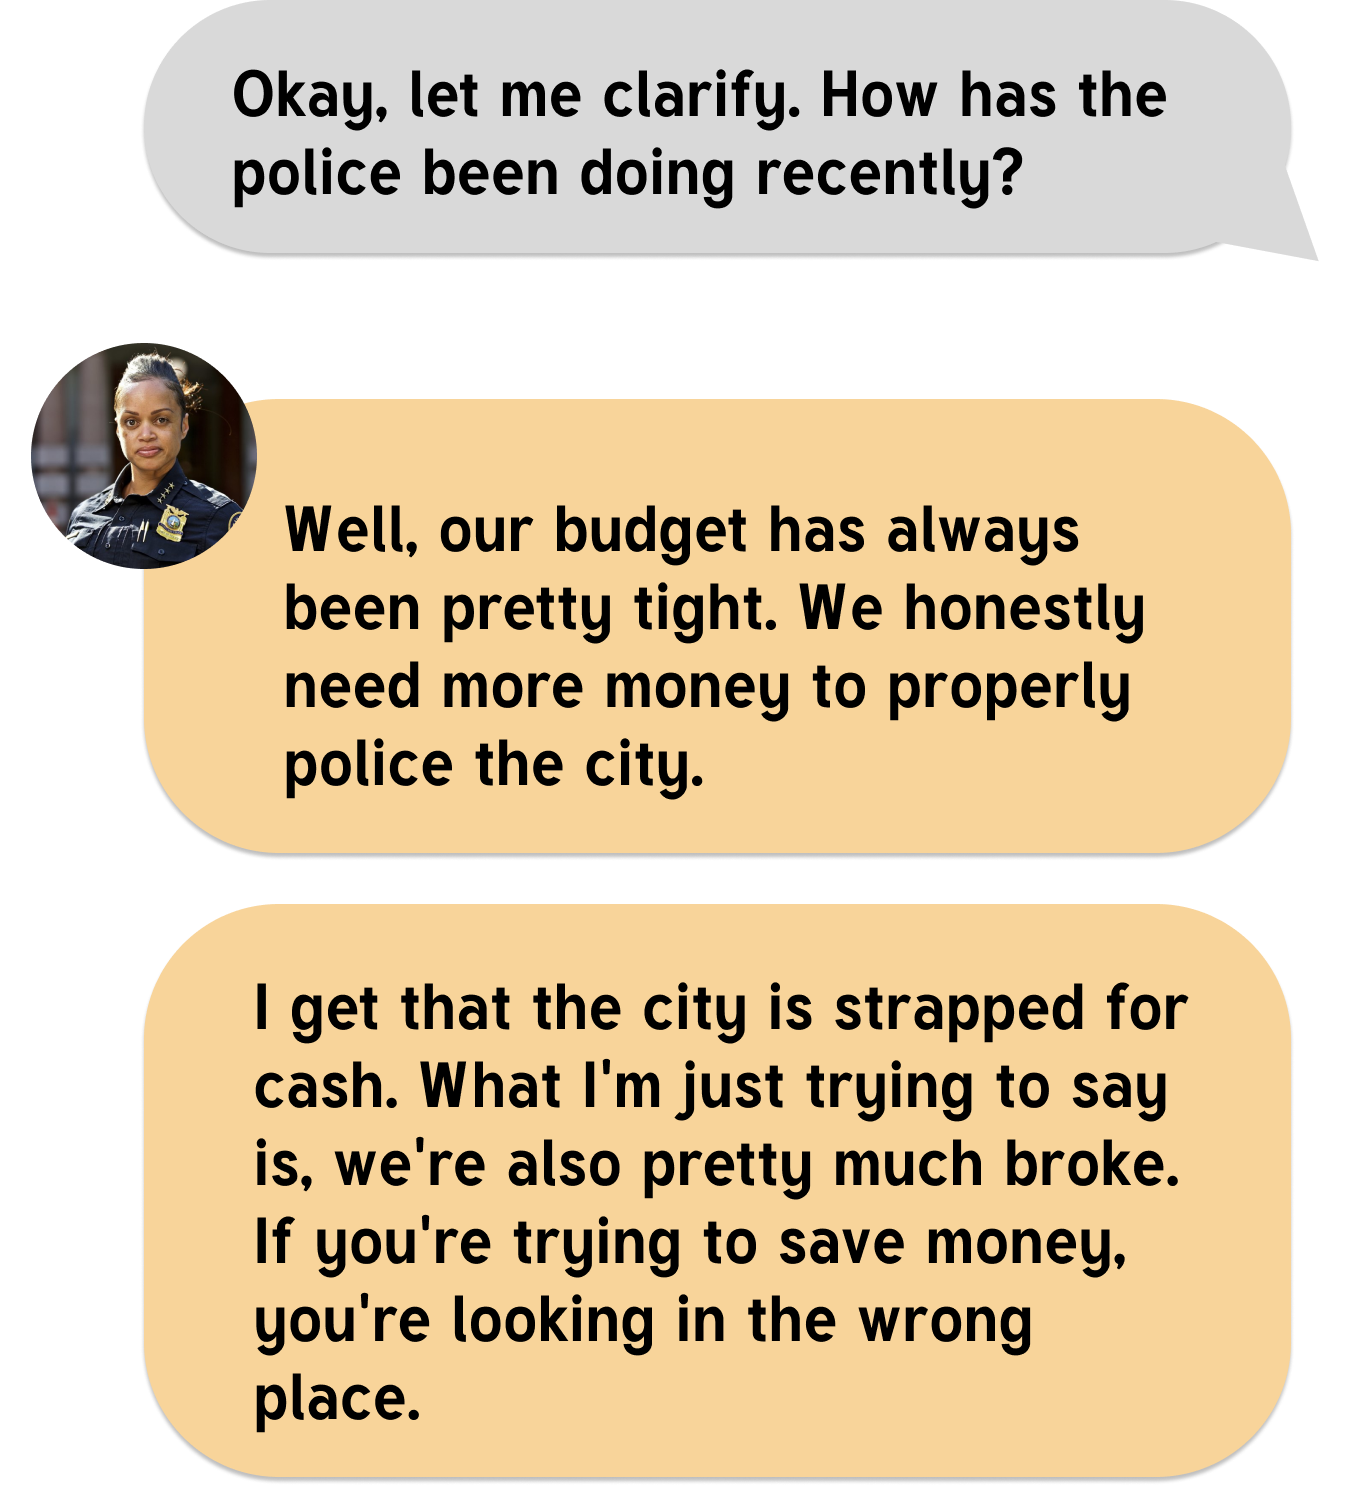 Okay, let me clarify. How has the
police been doing recently?
Well, our budget has always
been pretty tight. We honestly
need more money to properly
police the city.
I get that the city is strapped for
cash. What I'm just trying to say
is, we're also pretty much broke.
If you're trying to save money,
you're looking in the wrong
place.